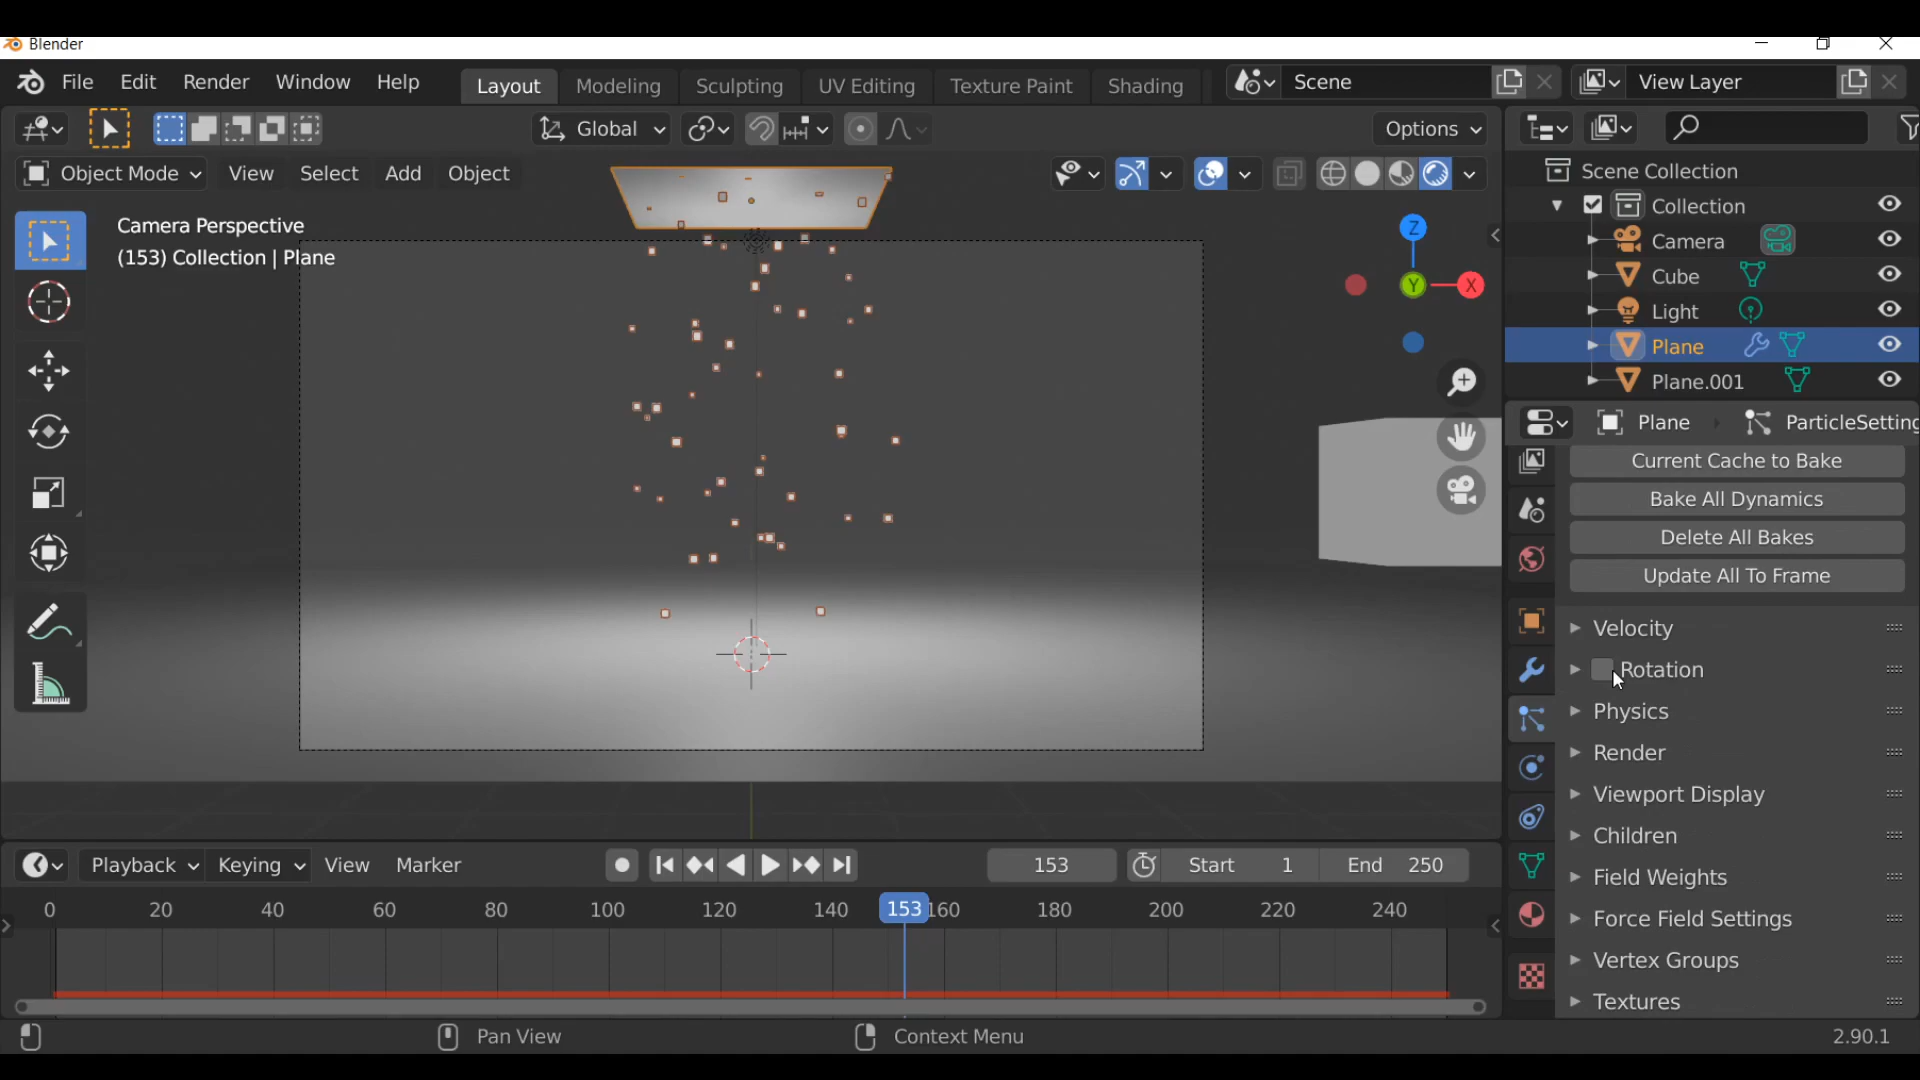 Blender
File Edit Render Window Help Layout Modeling Sculpting UV Editing Texture Paint Shading Scene View Layer
Global Options
Object Mode View Select Add Object
Camera Perspective
(153) Collection | Plane
Z
Y X
Scene Collection
Collection
Camera
Cube
Light
Plane
Plane.001
Plane ParticleSetting
Current Cache to Bake
Bake All Dynamics
Delete All Bakes
Update All To Frame
Velocity
Rotation
Physics
Render
Viewport Display
Children
Field Weights
Force Field Settings
Vertex Groups
Textures
Playback Keying View Marker 153 Start 1 End 250
0 20 40 60 80 100 120 140 153 160 180 200 220 240
Pan View Context Menu 2.90.1